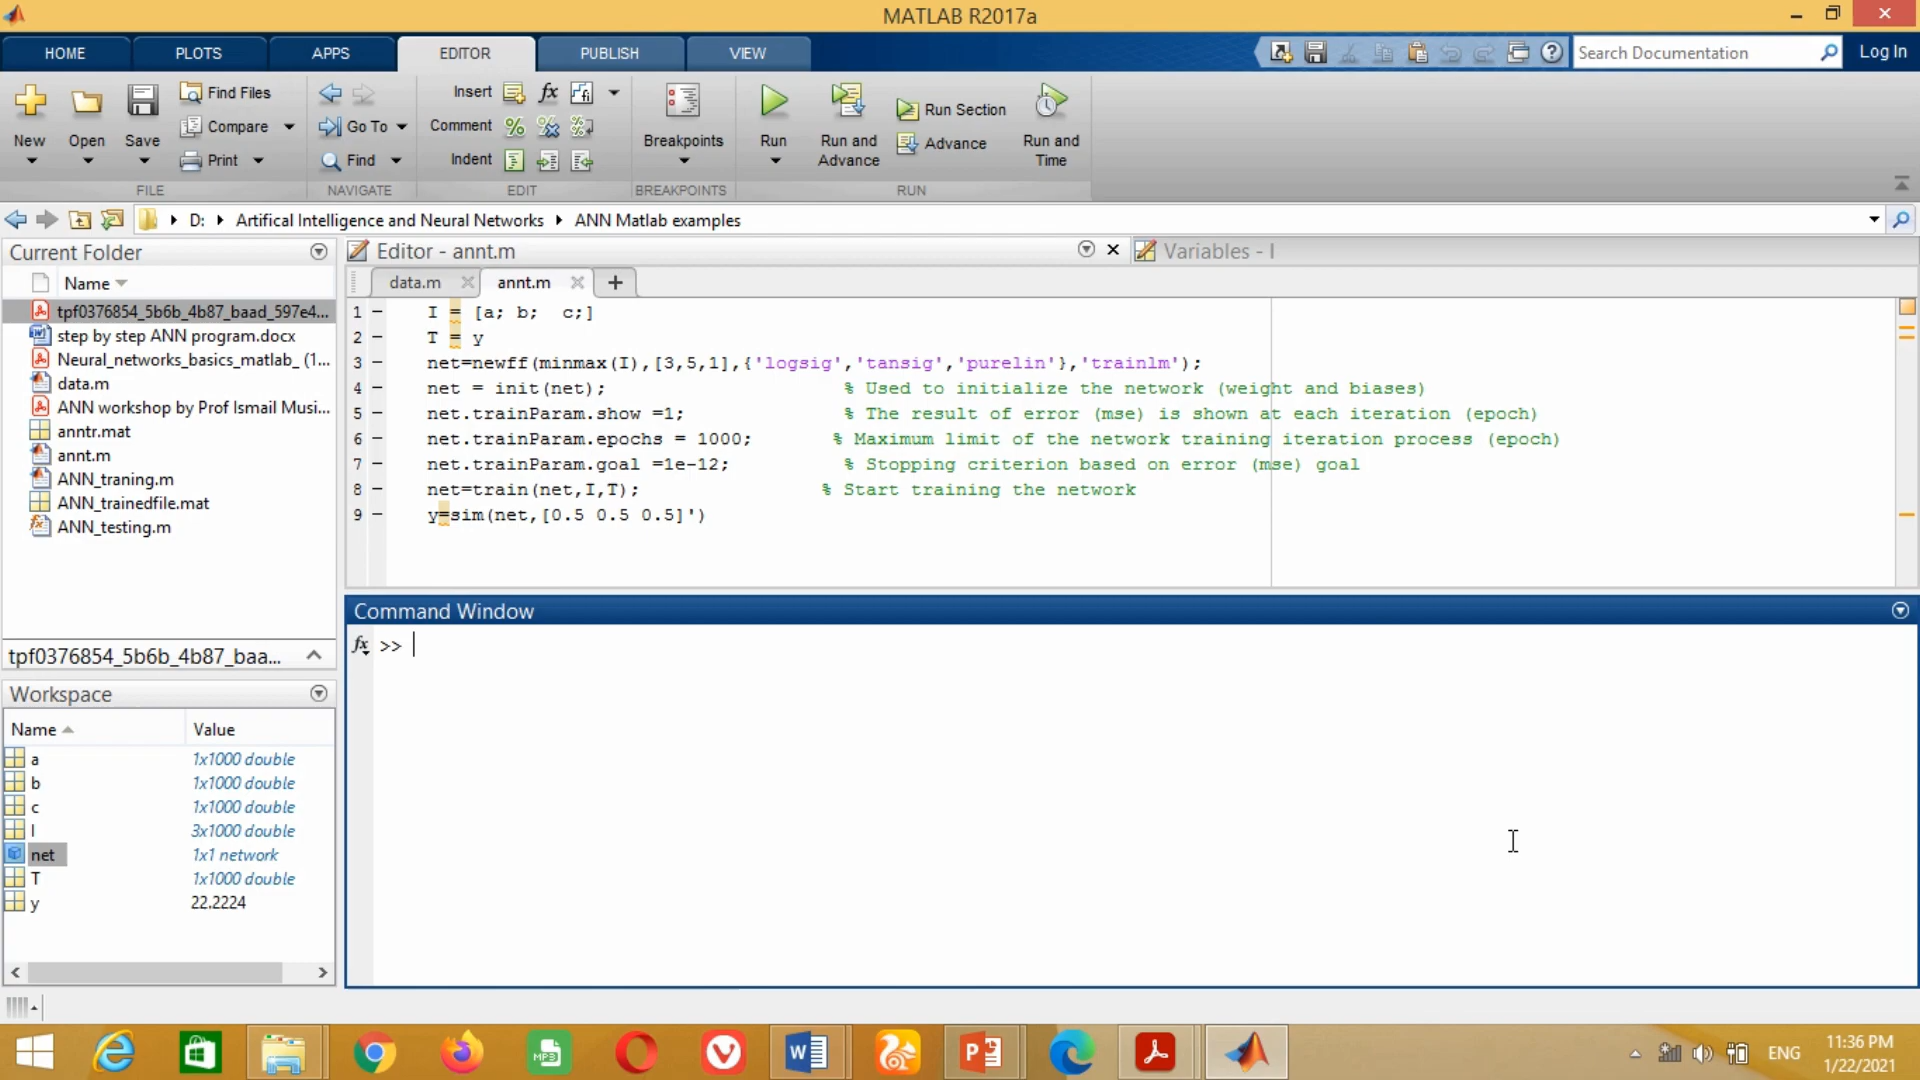 MATLAB R2017a
HOME PLOTS APPS EDITOR PUBLISH VIEW
Search Documentation
Log In
New Open Save
Find Files
Compare
Print
FILE
Go To
Find
NAVIGATE
Insert
Comment
Indent
EDIT
Breakpoints
BREAKPOINTS
Run
Run and Advance
Run Section
Advance
Run and Time
RUN
D: Artifical Intelligence and Neural Networks ANN Matlab examples
Current Folder
Name
tpf0376854_5b6b_4b87_baad_597e4...
step by step ANN program.docx
Neural_networks_basics_matlab_ (1...
data.m
ANN workshop by Prof Ismail Musi...
anntr.mat
annt.m
ANN_traning.m
ANN_trainedfile.mat
ANN_testing.m
tpf0376854_5b6b_4b87_baa...
Workspace
Name Value
a 1x1000 double
b 1x1000 double
c 1x1000 double
I 3x1000 double
net 1x1 network
T 1x1000 double
y 22.2224
Editor - annt.m
Variables - I
data.m annt.m
1 I = [a; b; c;]
2 T = y
3 net=newff(minmax(I),[3,5,1],{'logsig','tansig','purelin'},'trainlm');
4 net = init(net); % Used to initialize the network (weight and biases)
5 net.trainParam.show =1; % The result of error (mse) is shown at each iteration (epoch)
6 net.trainParam.epochs = 1000; % Maximum limit of the network training iteration process (epoch)
7 net.trainParam.goal =1e-12; % Stopping criterion based on error (mse) goal
8 net=train(net,I,T); % Start training the network
9 y=sim(net,[0.5 0.5 0.5]')
Command Window
fx >>
ENG
11:36 PM
1/22/2021